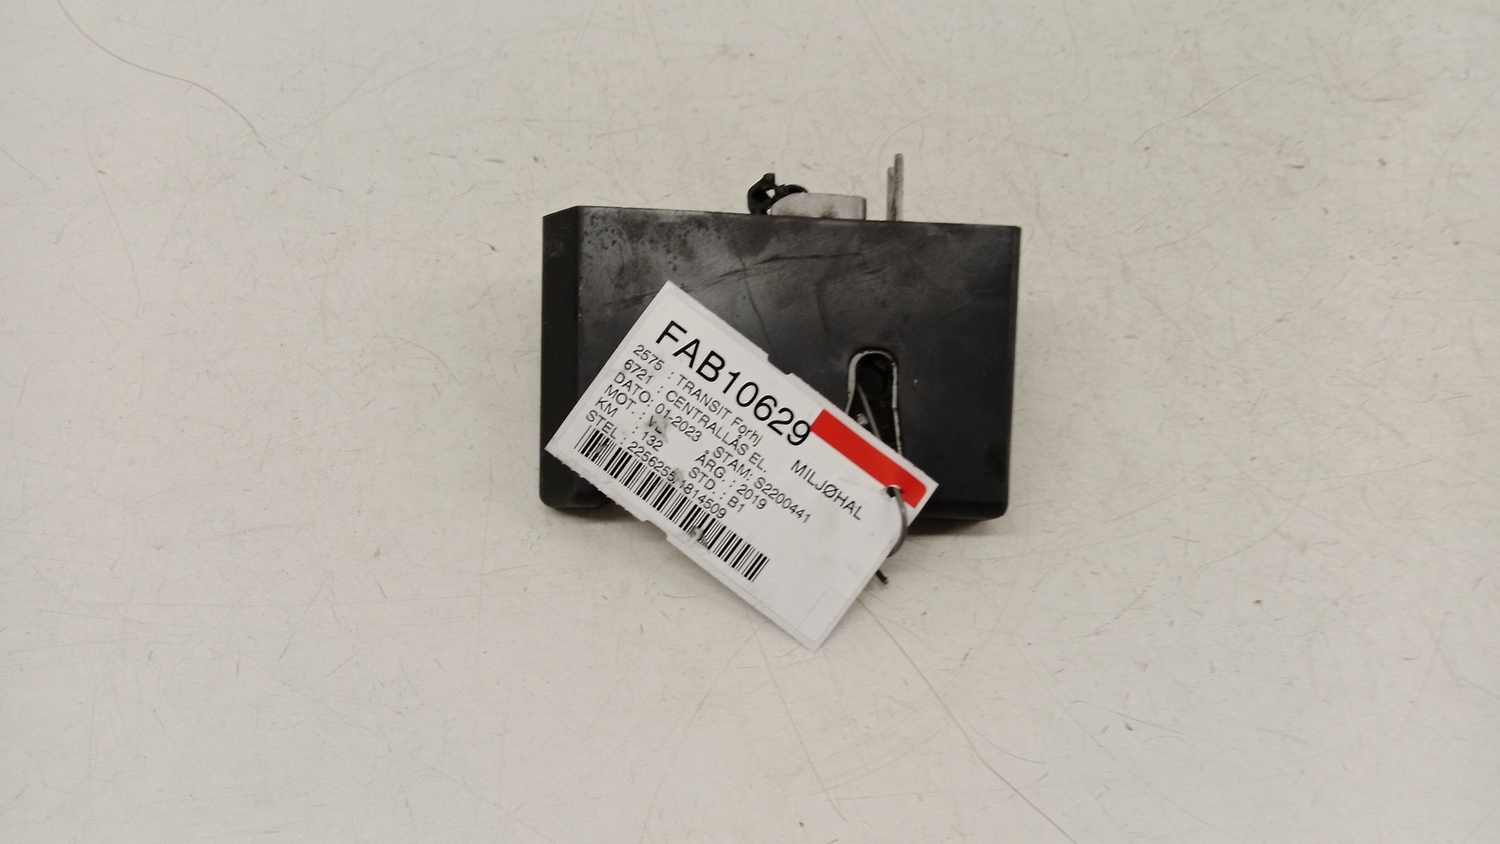 FAB10629
2575 : TRANSIT Forhj
6721 : CENTRALLÅS EL. MILJØHAL
DATO: 01-2023 STAM: S2200441
MOT. : ÅRG. : 2019
KM : 132 STD. : B1
STEL : 2256255,1814509